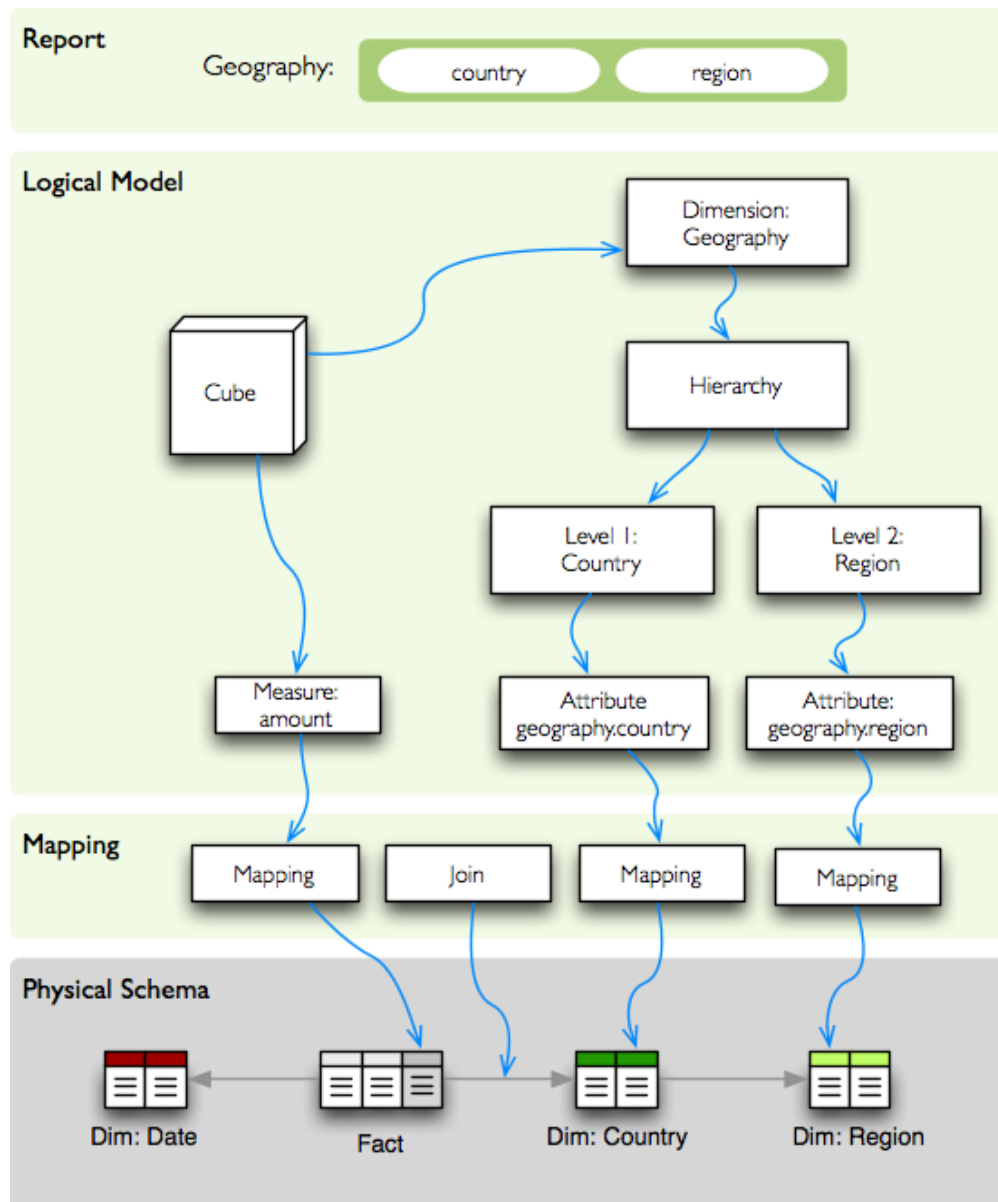 Report
Geography:
country
region
Logical Model
Dimension:
Geography
Cube
Hierarchy
Level 1:
Country
Level 2:
Region
Measure:
amount
Attribute
geography.country
Attribute:
geography.region
Mapping
Mapping
Join
Mapping
Mapping
Physical Schema
Dim: Date
Fact
Dim: Country
Dim: Region